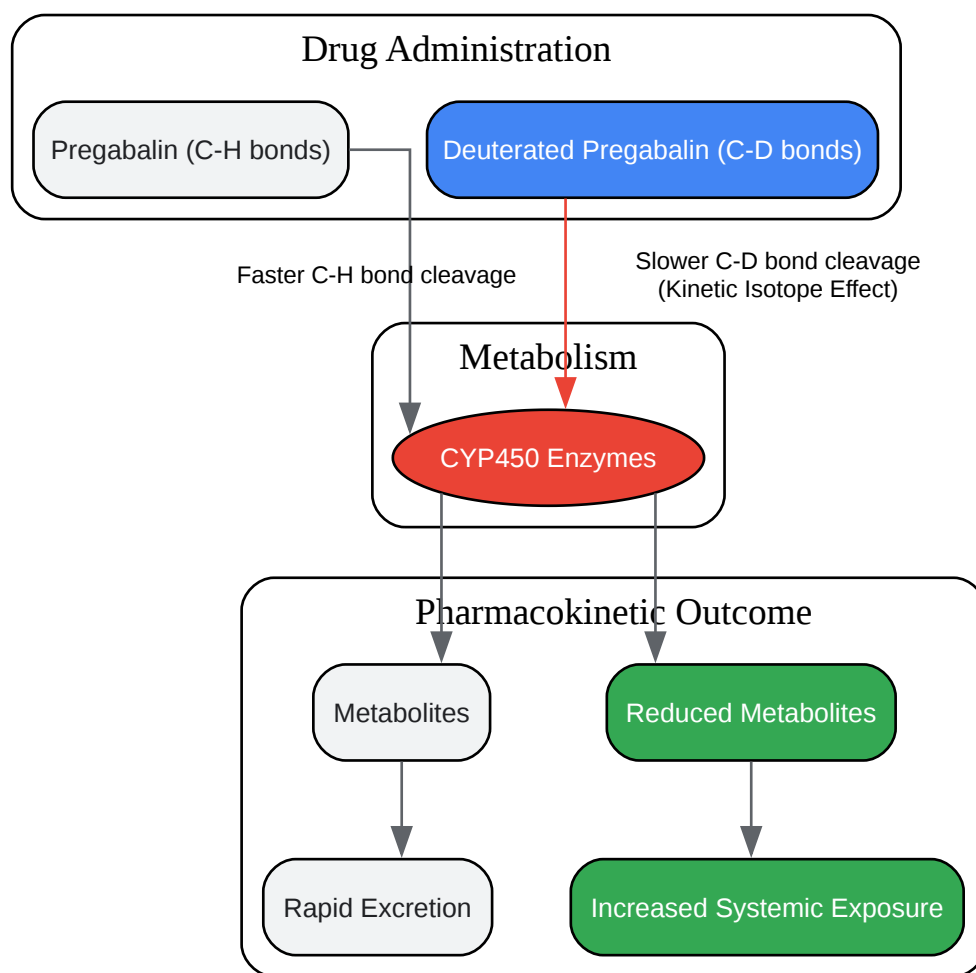 Drug Administration
Pregabalin (C-H bonds)
Deuterated Pregabalin (C-D bonds)
Faster C-H bond cleavage
Slower C-D bond cleavage
(Kinetic Isotope Effect)
Metabolism
CYP450 Enzymes
Pharmacokinetic Outcome
Metabolites
Reduced Metabolites
Rapid Excretion
Increased Systemic Exposure